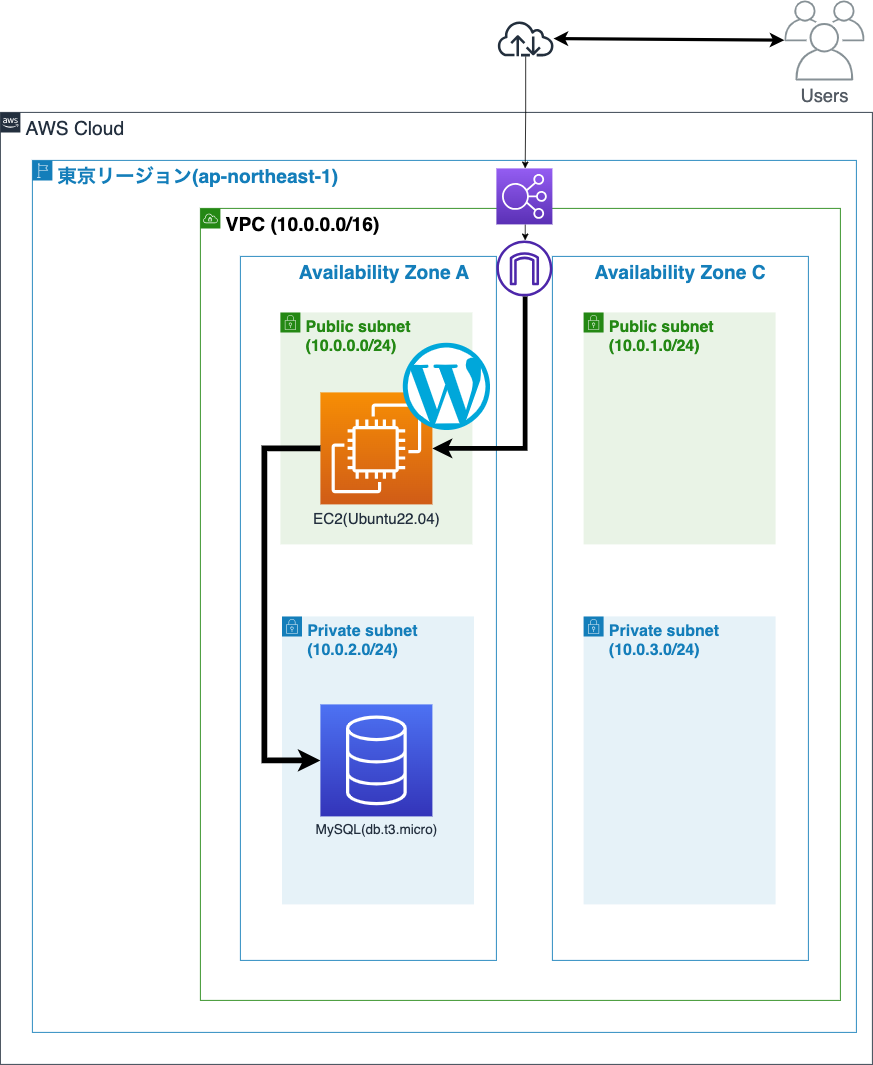 Users
aws
AWS Cloud
東京リージョン(ap-northeast-1)
VPC (10.0.0.0/16)
Availability Zone A
Availability Zone C
Public subnet
(10.0.0.0/24)
Public subnet
(10.0.1.0/24)
W
EC2(Ubuntu22.04)
Private subnet
(10.0.2.0/24)
Private subnet
(10.0.3.0/24)
MySQL(db.t3.micro)